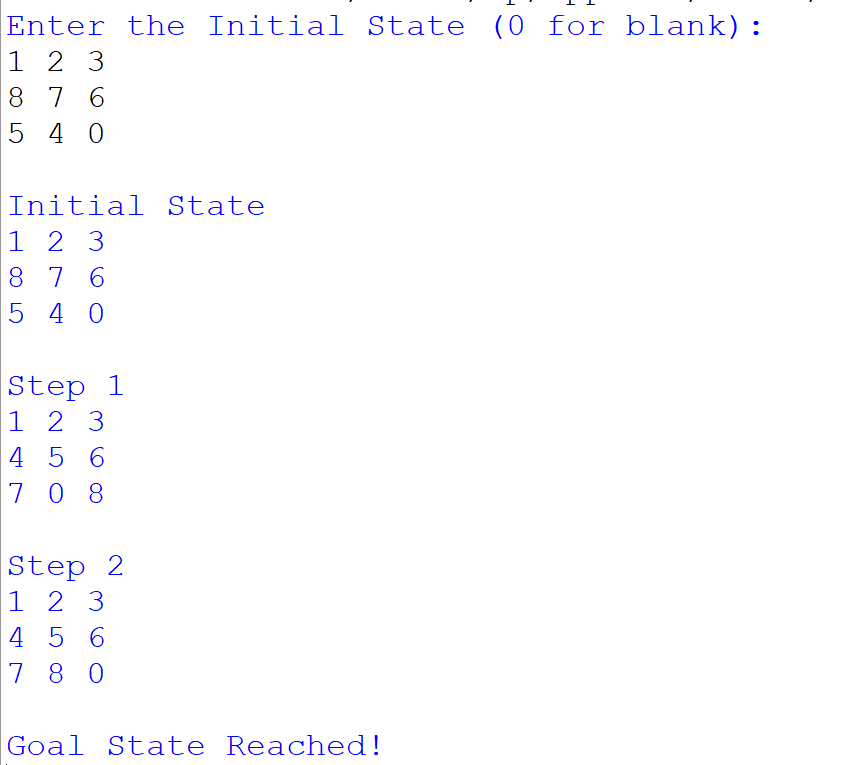 Enter the Initial State (0 for blank):
1 2 3
8 7 6
5 4 0
Initial State
1 2 3
8 7 6
5 4 0
Step 1
1 2 3
4 5 6
7 0 8
Step 2
1 2 3
4 5 6
7 8 0
Goal State Reached!